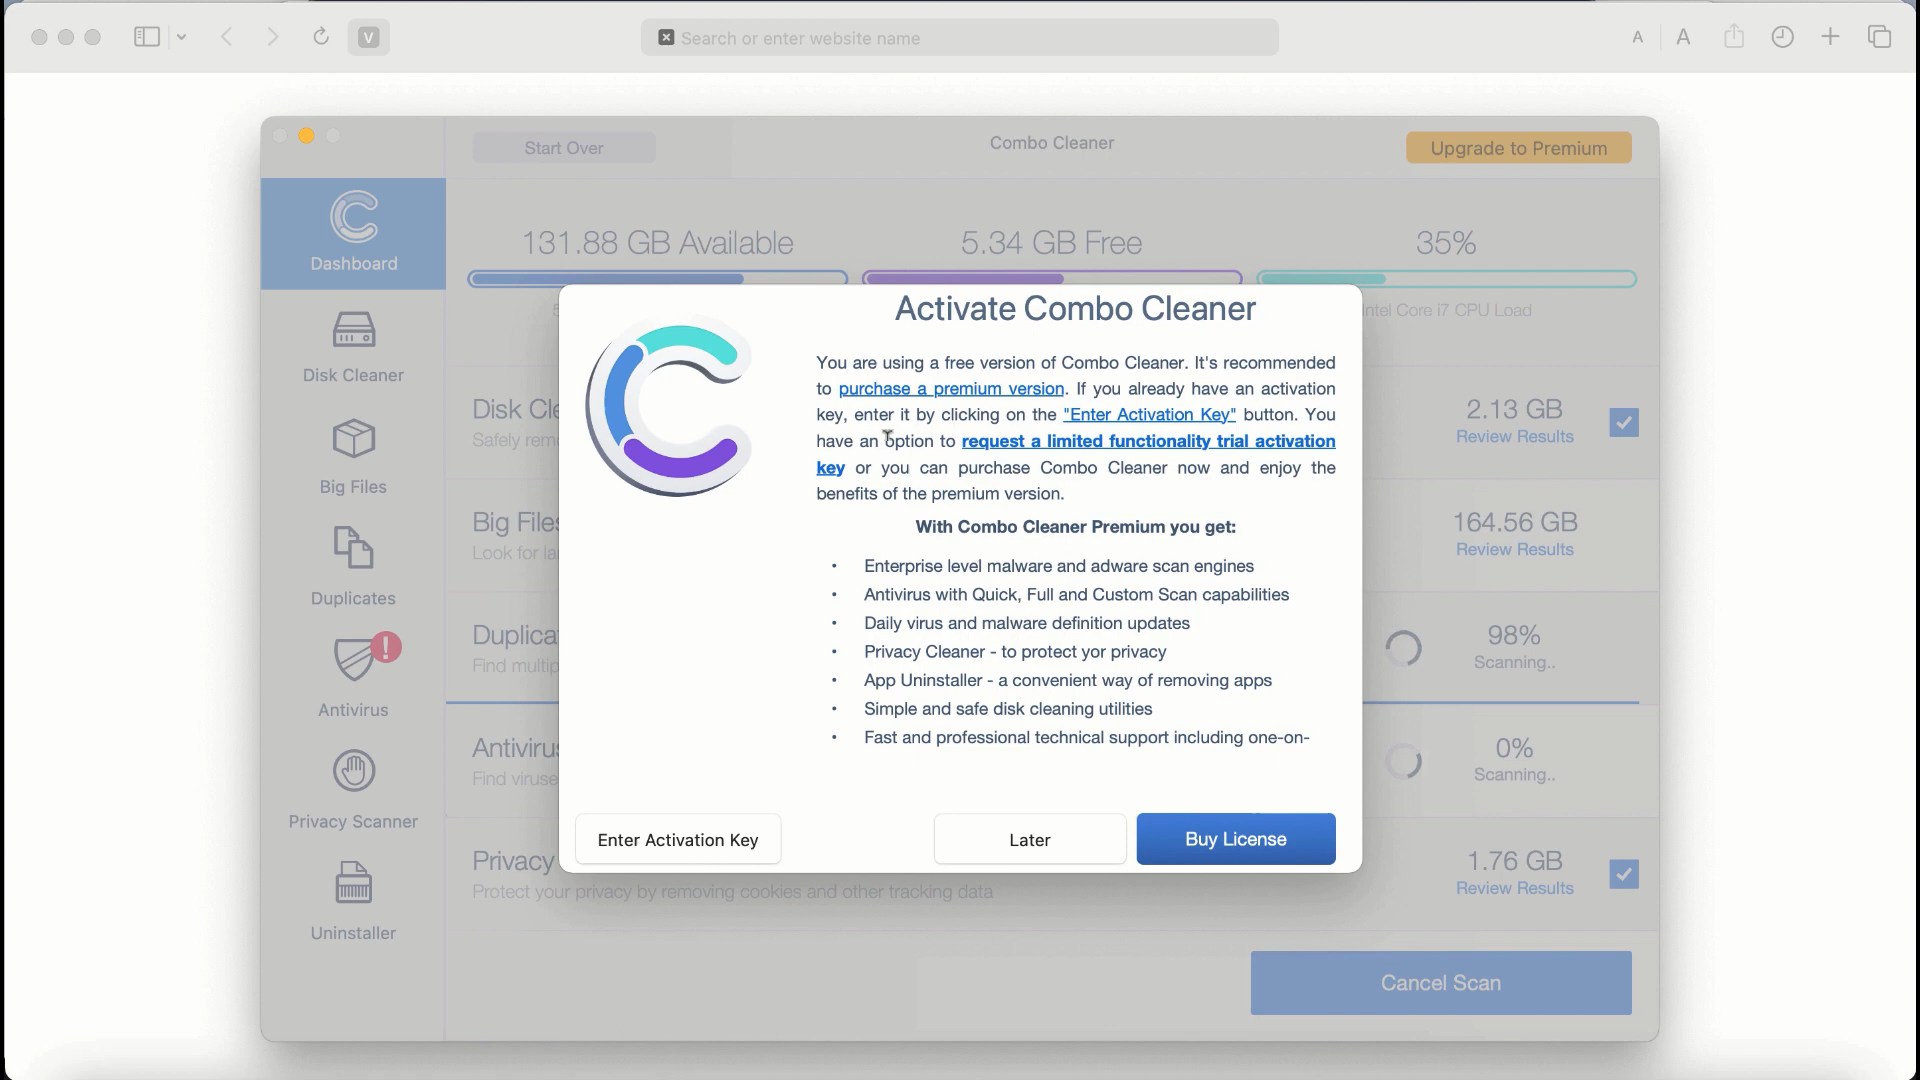 V
Search or enter website name
A A
Start Over
Combo Cleaner
Upgrade to Premium
Dashboard
Disk Cleaner
Big Files
Duplicates
Antivirus
Privacy Scanner
Uninstaller
131.88 GB Available
5.34 GB Free
35%
Intel Core i7 CPU Load
Disk Cle
Safely rem
2.13 GB
Review Results
Big Files
Look for la
164.56 GB
Review Results
Duplica
Find multip
98%
Scanning..
Antivirus
Find viruse
0%
Scanning..
Privacy
Protect your privacy by removing cookies and other tracking data
1.76 GB
Review Results
Cancel Scan
Activate Combo Cleaner
You are using a free version of Combo Cleaner. It's recommended
to purchase a premium version. If you already have an activation
key, enter it by clicking on the "Enter Activation Key" button. You
have an option to request a limited functionality trial activation
key or you can purchase Combo Cleaner now and enjoy the
benefits of the premium version.
With Combo Cleaner Premium you get:
• Enterprise level malware and adware scan engines
• Antivirus with Quick, Full and Custom Scan capabilities
• Daily virus and malware definition updates
• Privacy Cleaner - to protect yor privacy
• App Uninstaller - a convenient way of removing apps
• Simple and safe disk cleaning utilities
• Fast and professional technical support including one-on-
Enter Activation Key
Later
Buy License